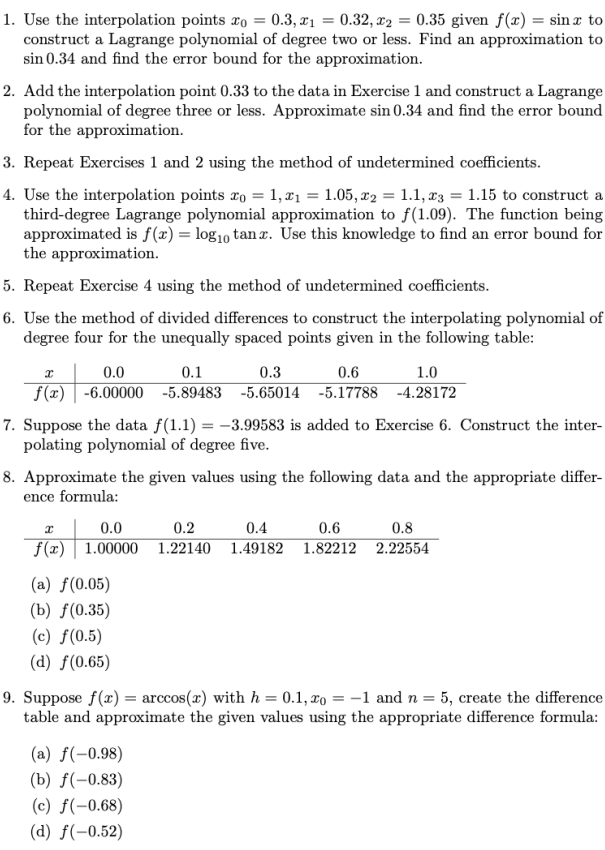 1. Use the interpolation points x₀ = 0.3, x₁ = 0.32, x₂ = 0.35 given f(x) = sin x to
construct a Lagrange polynomial of degree two or less. Find an approximation to
sin 0.34 and find the error bound for the approximation.
2. Add the interpolation point 0.33 to the data in Exercise 1 and construct a Lagrange
polynomial of degree three or less. Approximate sin 0.34 and find the error bound
for the approximation.
3. Repeat Exercises 1 and 2 using the method of undetermined coefficients.
4. Use the interpolation points x₀ = 1, x₁ = 1.05, x₂ = 1.1, x₃ = 1.15 to construct a
third-degree Lagrange polynomial approximation to f(1.09). The function being
approximated is f(x) = log₁₀ tan x. Use this knowledge to find an error bound for
the approximation.
5. Repeat Exercise 4 using the method of undetermined coefficients.
6. Use the method of divided differences to construct the interpolating polynomial of
degree four for the unequally spaced points given in the following table:
x 0.0 0.1 0.3 0.6 1.0
f(x) -6.00000 -5.89483 -5.65014 -5.17788 -4.28172
7. Suppose the data f(1.1) = −3.99583 is added to Exercise 6. Construct the inter-
polating polynomial of degree five.
8. Approximate the given values using the following data and the appropriate differ-
ence formula:
x 0.0 0.2 0.4 0.6 0.8
f(x) 1.00000 1.22140 1.49182 1.82212 2.22554
(a) f(0.05)
(b) f(0.35)
(c) f(0.5)
(d) f(0.65)
9. Suppose f(x) = arccos(x) with h = 0.1, x₀ = −1 and n = 5, create the difference
table and approximate the given values using the appropriate difference formula:
(a) f(−0.98)
(b) f(−0.83)
(c) f(−0.68)
(d) f(−0.52)